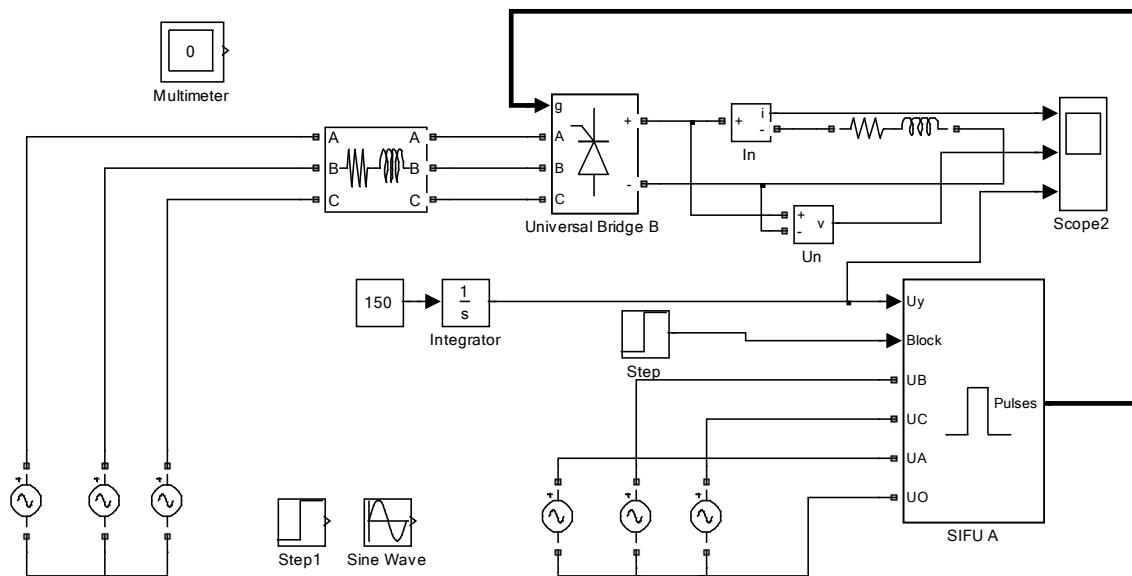 0
Multimeter
A
B
C
A
B
C
g
A
B
C
+
-
Universal Bridge B
+
i
-
In
+
-
v
Un
Scope2
150
1
s
Integrator
Step
Uy
Block
UB
UC
UA
UO
Pulses
SIFU A
+
+
+
Step1
Sine Wave
+
+
+